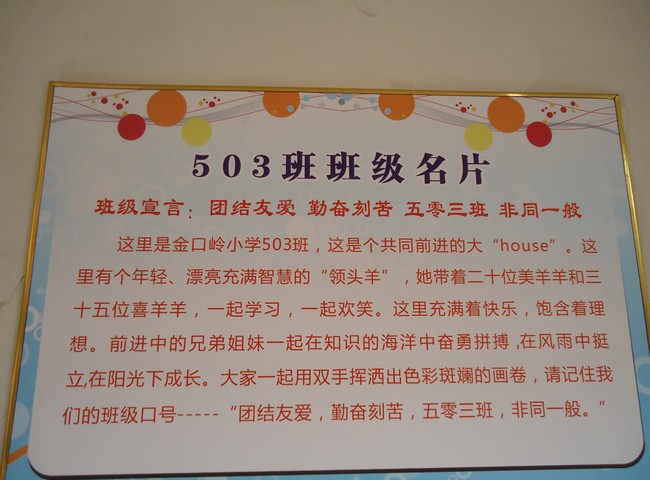 503班班级名片
班级宣言：团结友爱 勤奋刻苦 五零三班 非同一般
这里是金口岭小学503班，这是个共同前进的大“house”。这
里有个年轻、漂亮充满智慧的“领头羊”，她带着二十位美羊羊和三
十五位喜羊羊，一起学习，一起欢笑。这里充满着快乐，饱含着理
想。前进中的兄弟姐妹一起在知识的海洋中奋勇拼搏,在风雨中挺
立,在阳光下成长。大家一起用双手挥洒出色彩斑斓的画卷，请记住我
们的班级口号-----“团结友爱，勤奋刻苦，五零三班，非同一般。”